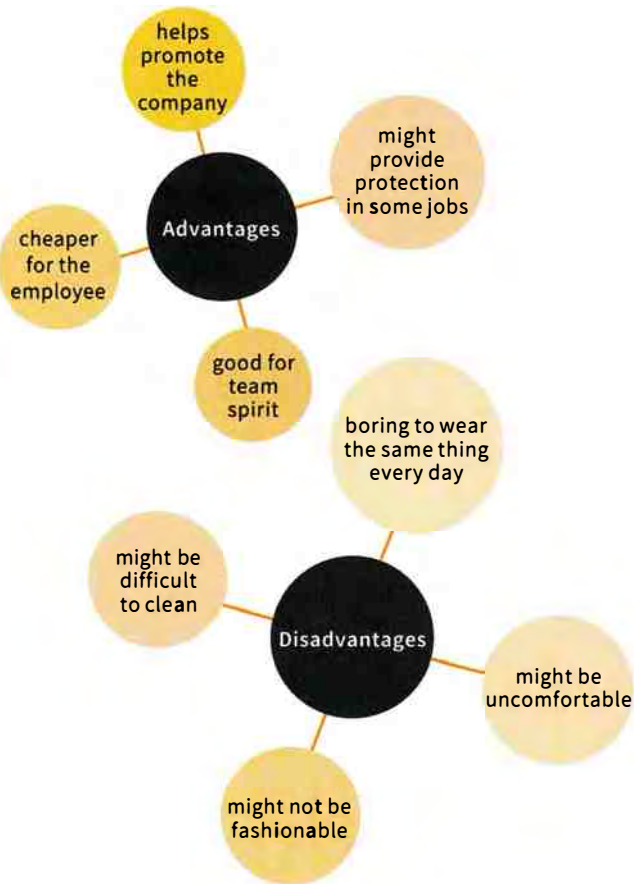 helps
promote
the
company
might
provide
protection
in some jobs
Advantages
cheaper
for the
employee
good for
team
spirit
boring to wear
the same thing
every day
might be
difficult
to clean
Disadvantages
might be
uncomfortable
might not be
fashionable